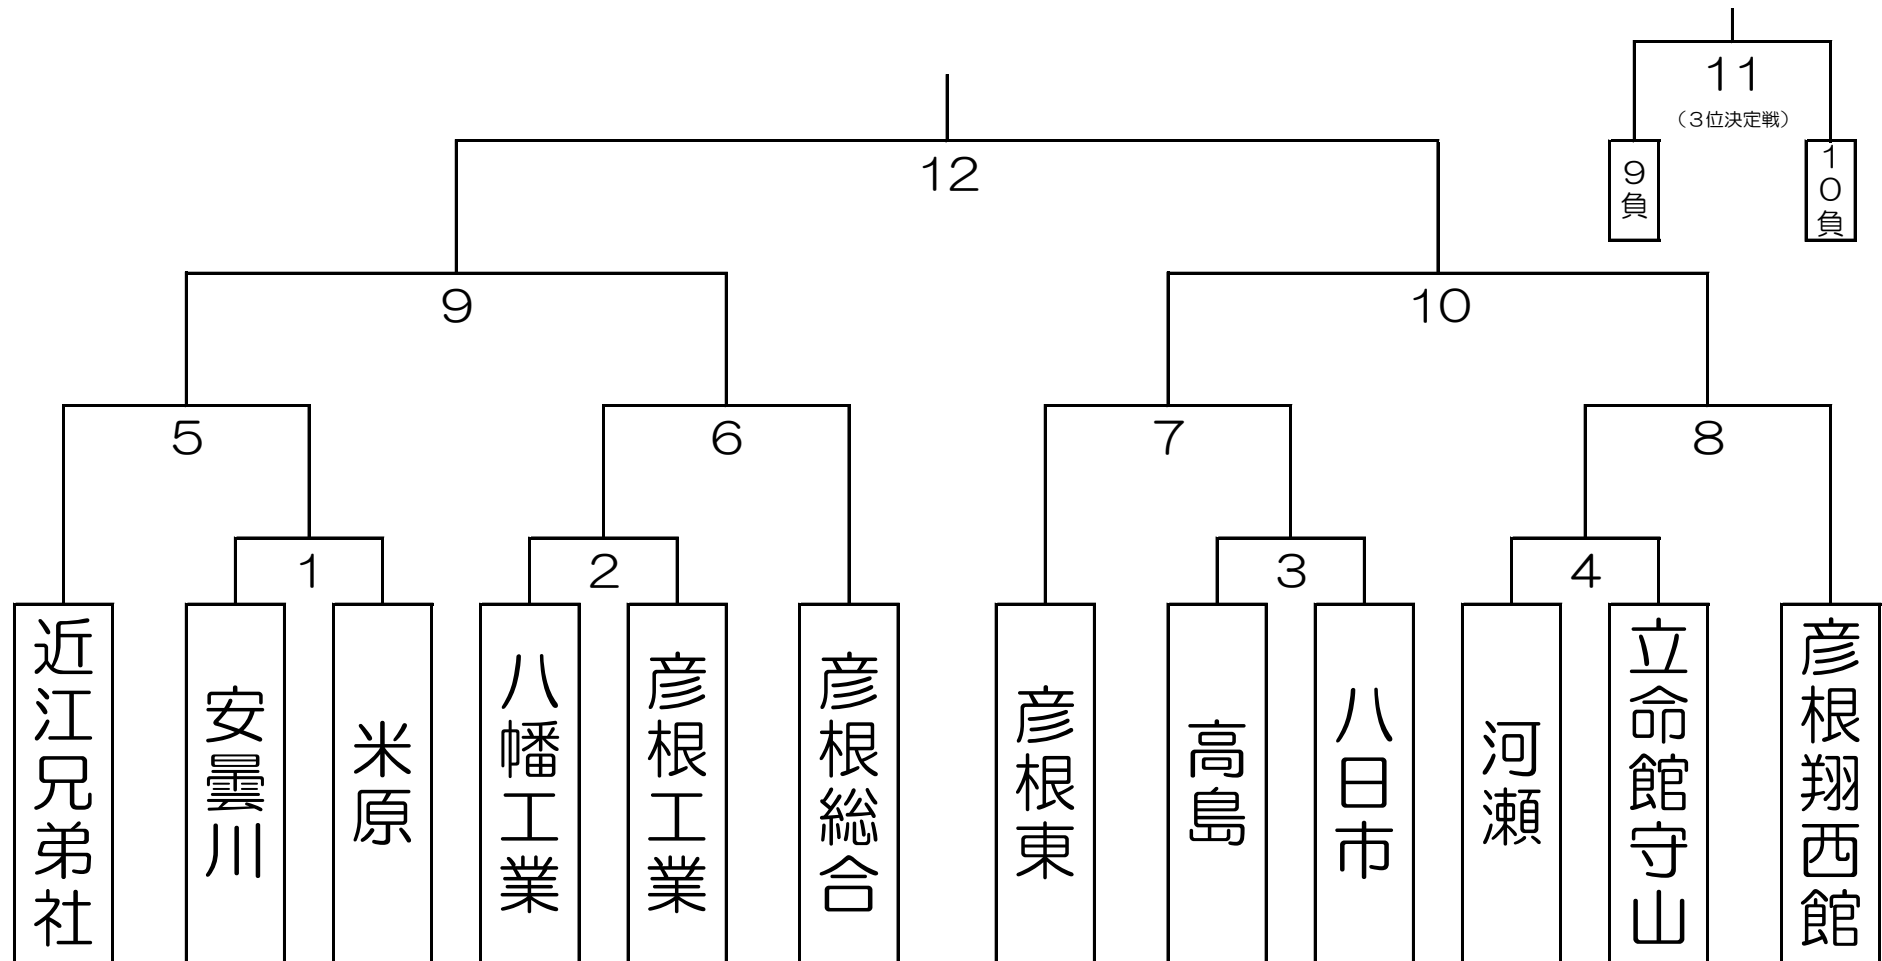 11
（３位決定戦）
９負
１０負
12
9
10
5
6
7
8
1
2
3
4
近江兄弟社
安曇川
米原
八幡工業
彦根工業
彦根総合
彦根東
高島
八日市
河瀬
立命館守山
彦根翔西館